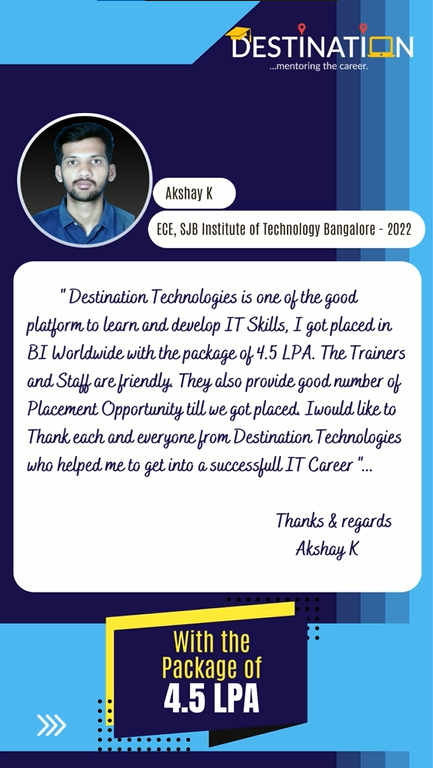 DESTINATION
...mentoring the career.
Akshay K
ECE, SJB Institute of Technology Bangalore - 2022
" Destination Technologies is one of the good
platform to learn and develop IT Skills, I got placed in
BI Worldwide with the package of 4.5 LPA. The Trainers
and Staff are friendly. They also provide good number of
Placement Opportunity till we got placed. Iwould like to
Thank each and everyone from Destination Technologies
who helped me to get into a successfull IT Career "...
Thanks & regards
Akshay K
With the
Package of
4.5 LPA